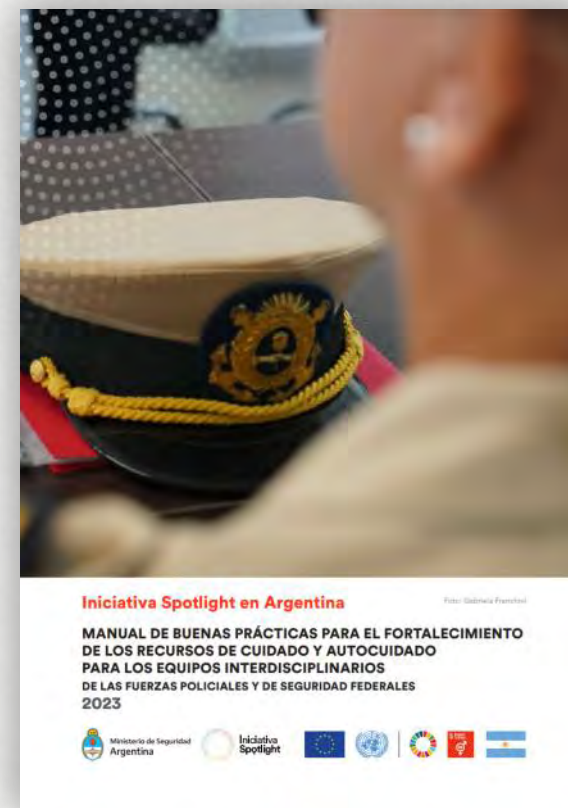 Iniciativa Spotlight en Argentina
Foto: Gabriela Franchini
MANUAL DE BUENAS PRÁCTICAS PARA EL FORTALECIMIENTO
DE LOS RECURSOS DE CUIDADO Y AUTOCUIDADO
PARA LOS EQUIPOS INTERDISCIPLINARIOS
DE LAS FUERZAS POLICIALES Y DE SEGURIDAD FEDERALES
2023
Ministerio de Seguridad
Argentina
Iniciativa
Spotlight